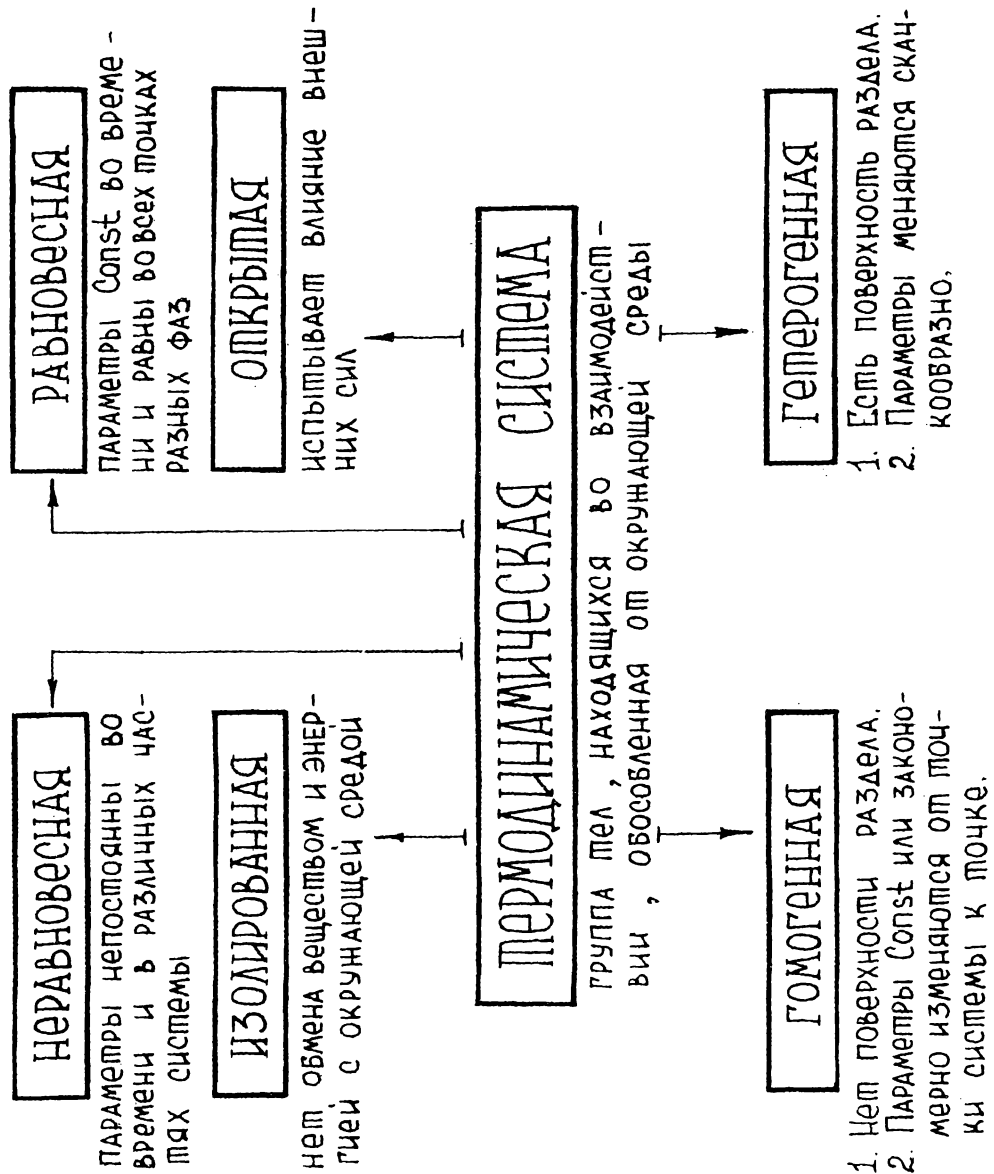 НЕРАВНОВЕСНАЯ
ПАРАМЕТРЫ НЕПОСТОЯННЫ ВО
ВРЕМЕНИ И В РАЗЛИЧНЫХ ЧАС-
ТЯХ СИСТЕМЫ
РАВНОВЕСНАЯ
ПАРАМЕТРЫ Const ВО ВРЕМЕ-
НИ И РАВНЫ ВО ВСЕХ ТОЧКАХ
РАЗНЫХ ФАЗ
ИЗОЛИРОВАННАЯ
НЕТ ОБМЕНА ВЕЩЕСТВОМ И ЭНЕР-
ГИЕЙ С ОКРУЖАЮЩЕЙ СРЕДОЙ
ОТКРЫТАЯ
ИСПЫТЫВАЕТ ВЛИЯНИЕ ВНЕШ-
НИХ СИЛ
ТЕРМОДИНАМИЧЕСКАЯ СИСТЕМА
ГРУППА ТЕЛ, НАХОДЯЩИХСЯ ВО ВЗАИМОДЕЙСТ-
ВИИ, ОБОСОБЛЕННАЯ ОТ ОКРУЖАЮЩЕЙ СРЕДЫ
ГОМОГЕННАЯ
1. НЕТ ПОВЕРХНОСТИ РАЗДЕЛА.
2. ПАРАМЕТРЫ Const ИЛИ ЗАКОНО-
МЕРНО ИЗМЕНЯЮТСЯ ОТ ТОЧ-
КИ СИСТЕМЫ К ТОЧКЕ.
ГЕТЕРОГЕННАЯ
1. ЕСТЬ ПОВЕРХНОСТЬ РАЗДЕЛА.
2. ПАРАМЕТРЫ МЕНЯЮТСЯ СКАЧ-
КООБРАЗНО.